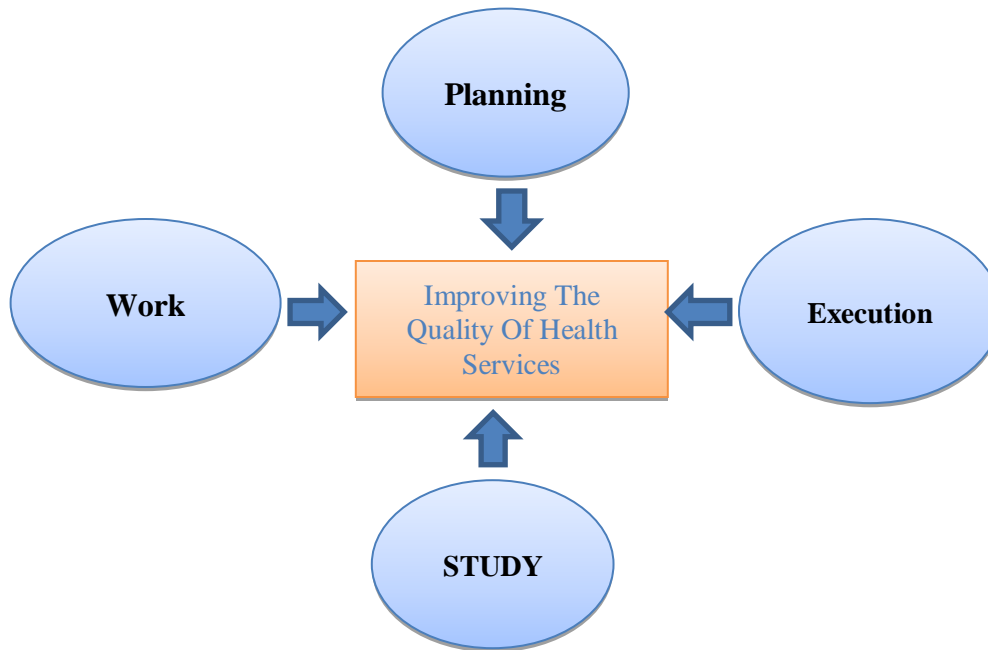 Planning
Work
Improving The
Quality Of Health
Services
Execution
STUDY